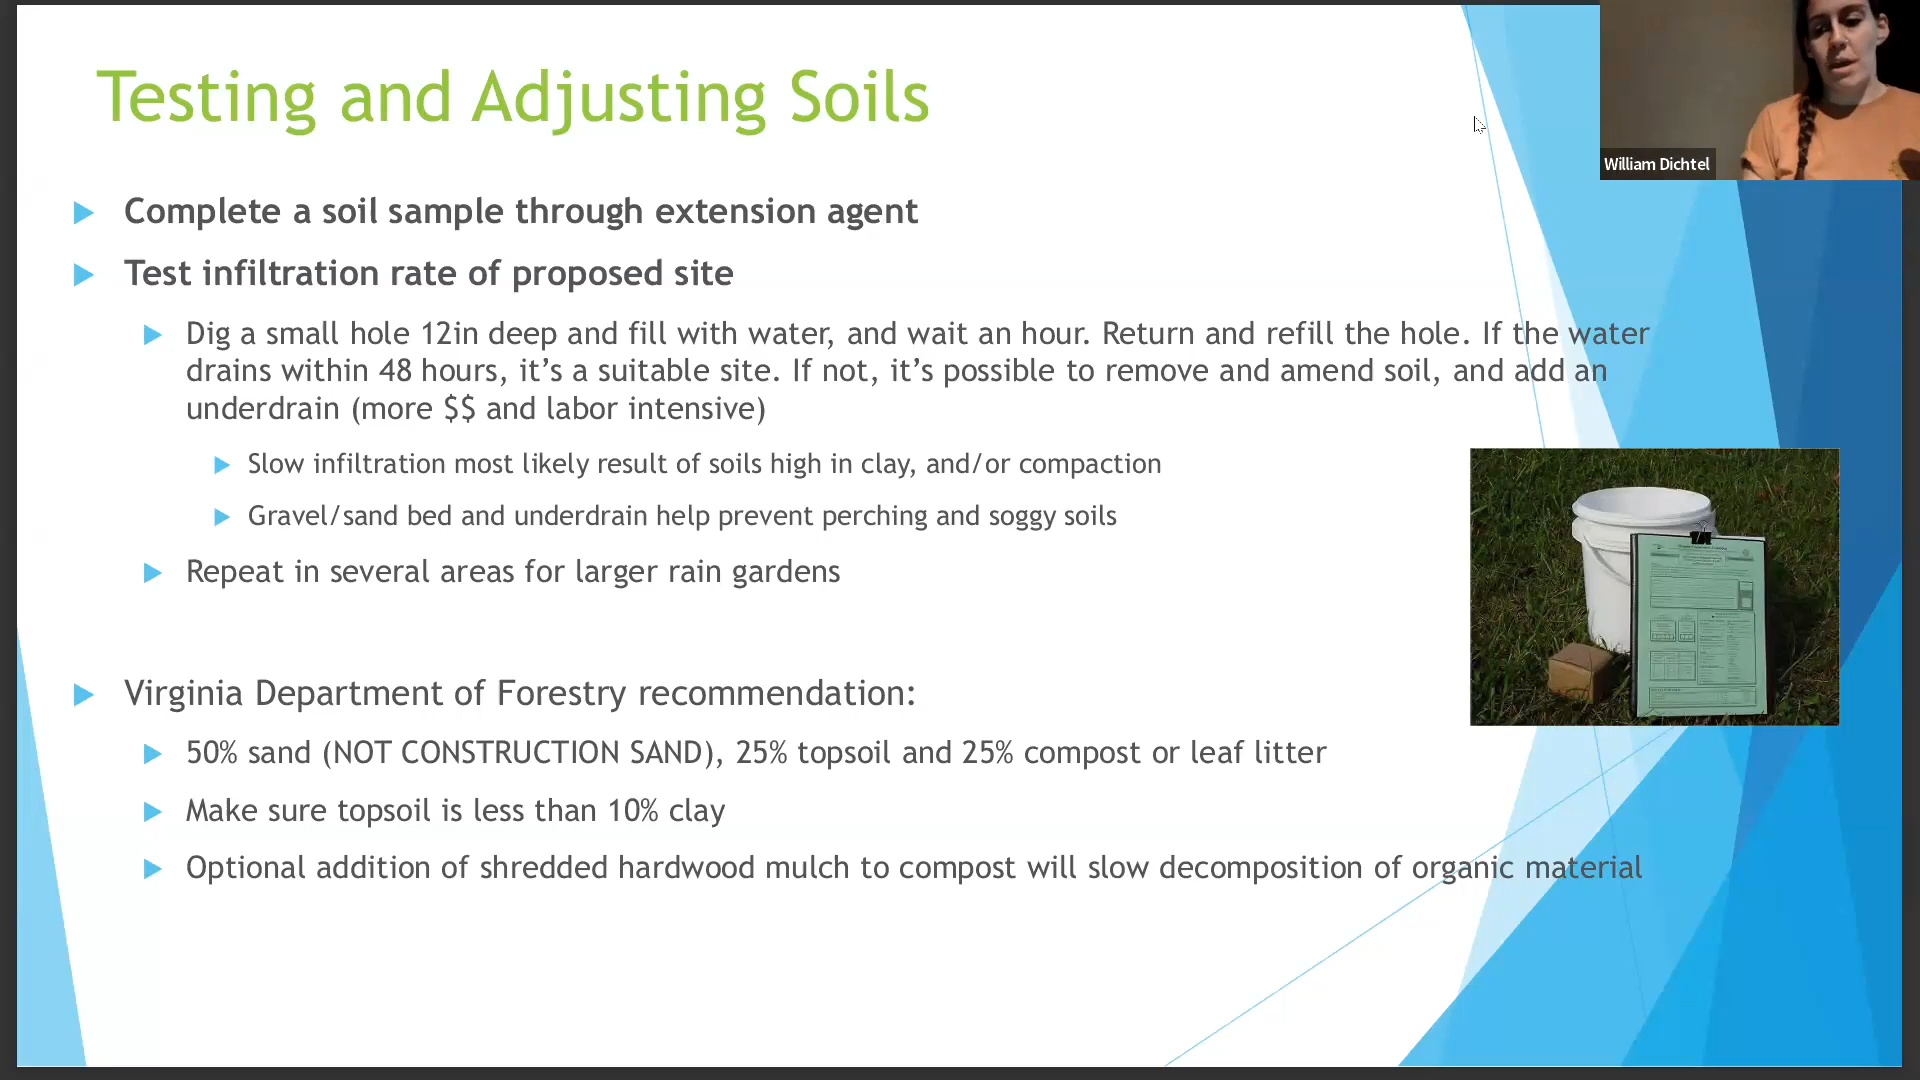 Testing and Adjusting Soils
William Dichtel
Complete a soil sample through extension agent
Test infiltration rate of proposed site
Dig a small hole 12in deep and fill with water, and wait an hour. Return and refill the hole. If the water
drains within 48 hours, it’s a suitable site. If not, it’s possible to remove and amend soil, and add an
underdrain (more $$ and labor intensive)
Slow infiltration most likely result of soils high in clay, and/or compaction
Gravel/sand bed and underdrain help prevent perching and soggy soils
Repeat in several areas for larger rain gardens
Virginia Department of Forestry recommendation:
50% sand (NOT CONSTRUCTION SAND), 25% topsoil and 25% compost or leaf litter
Make sure topsoil is less than 10% clay
Optional addition of shredded hardwood mulch to compost will slow decomposition of organic material